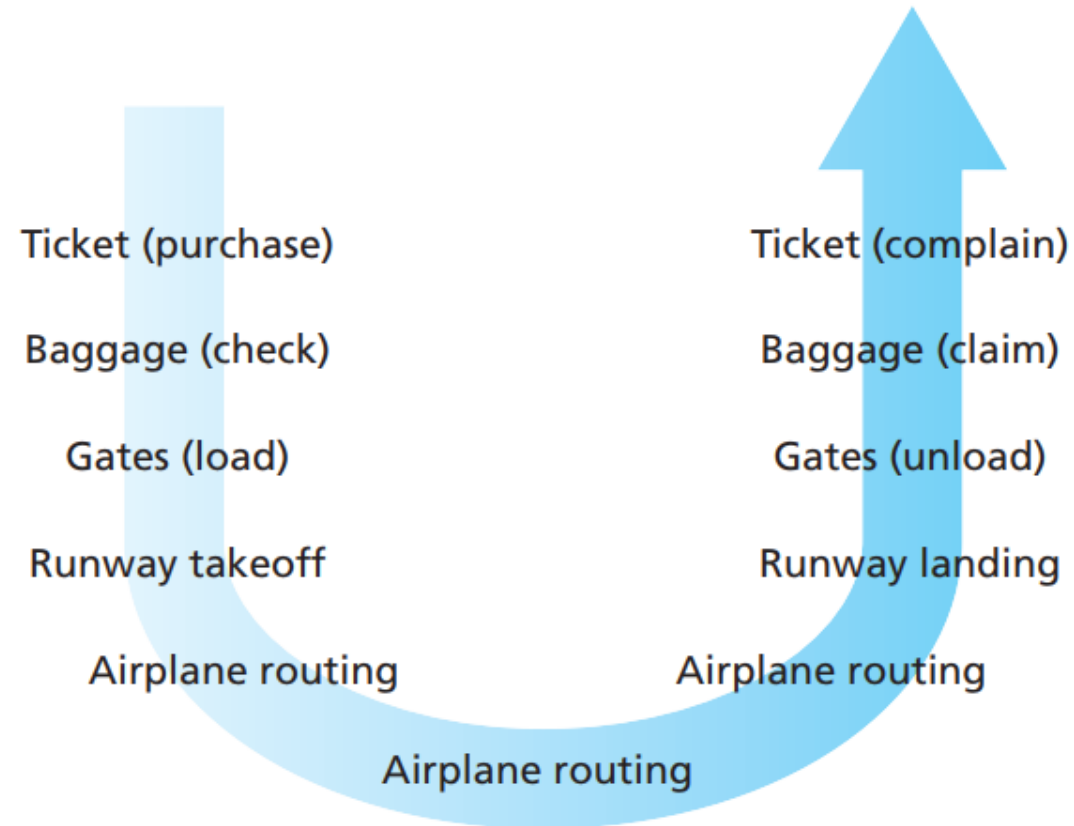 Ticket (purchase)
Baggage (check)
Gates (load)
Runway takeoff
Airplane routing
Airplane routing
Airplane routing
Runway landing
Gates (unload)
Baggage (claim)
Ticket (complain)